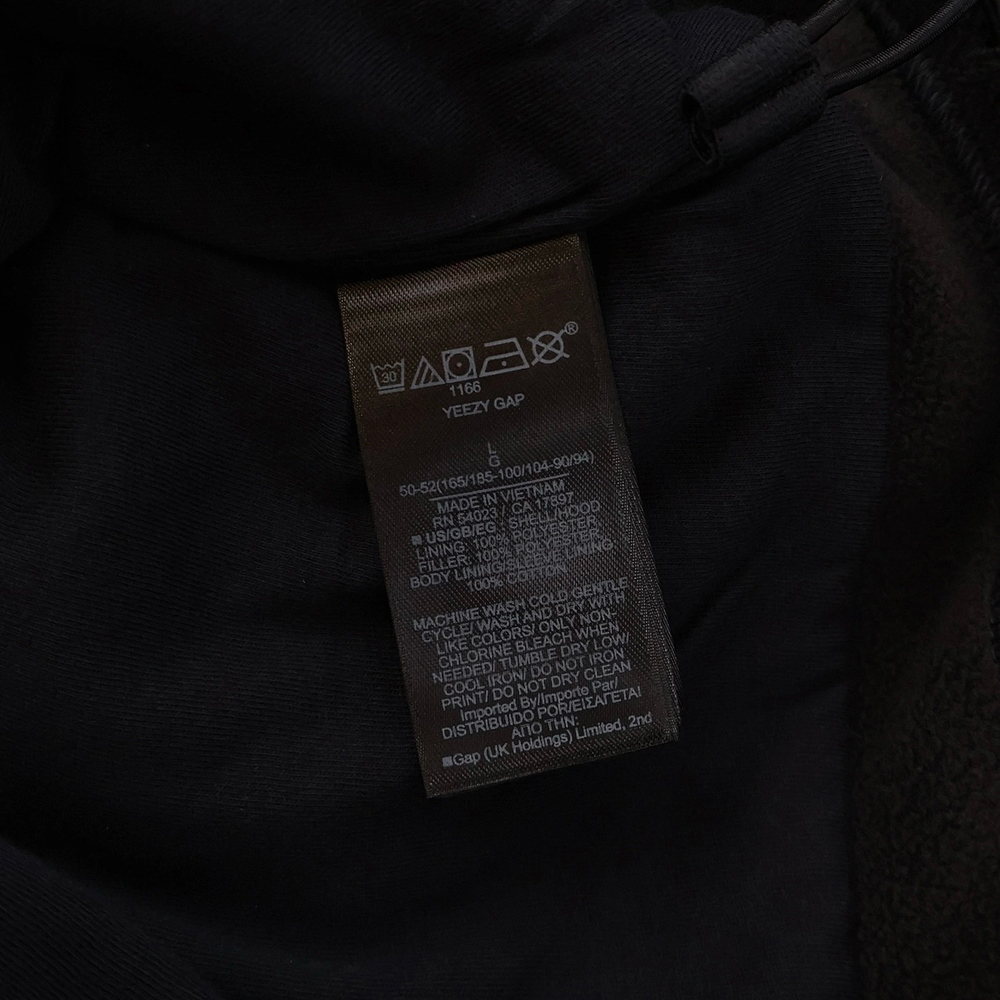 30 ®
1166
YEEZY GAP
L
G
50-52(165/185-100/104-90/94)
MADE IN VIETNAM
RN 54023 / CA 17897
■ US/GB/EG : SHELL/HOOD
LINING: 100% POLYESTER
FILLER: 100% POLYESTER
BODY LINING/SLEEVE LINING:
100% COTTON
MACHINE WASH COLD GENTLE
CYCLE/ WASH AND DRY WITH
LIKE COLORS/ ONLY NON-
CHLORINE BLEACH WHEN
NEEDED/ TUMBLE DRY LOW/
COOL IRON/ DO NOT IRON
PRINT/ DO NOT DRY CLEAN
Imported By/Importe Par/
DISTRIBUIDO POR/ΕΙΣΑΓΕΤΑΙ
ΑΠΟ ΤΗΝ:
■Gap (UK Holdings) Limited, 2nd